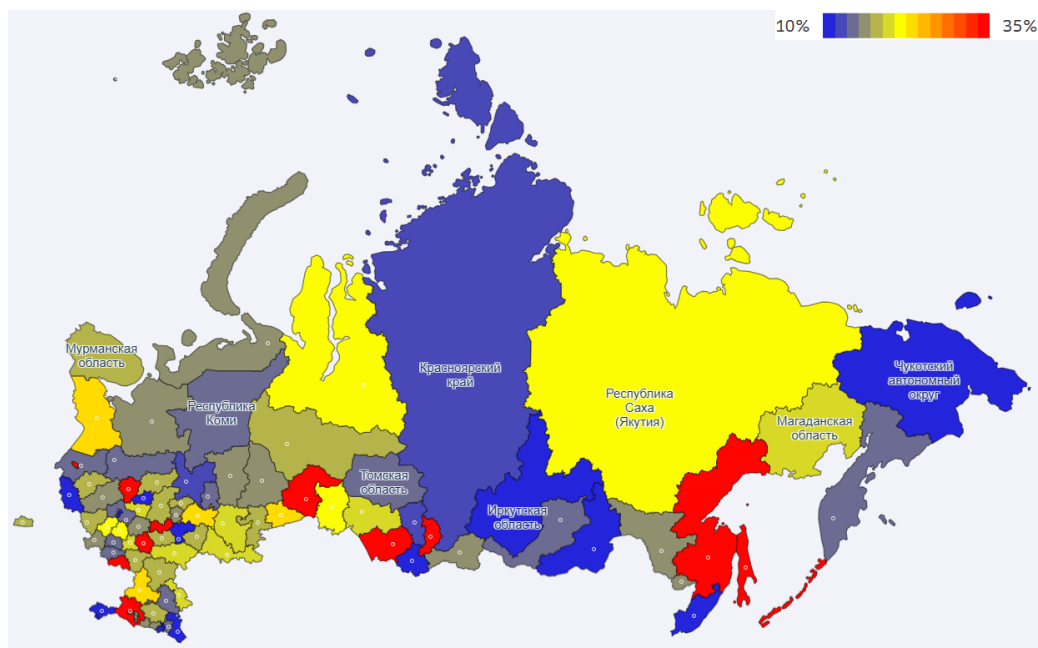 10%
35%
Мурманская
область
Республика
Коми
Красноярский
край
Республика
Саха
(Якутия)
Чукотский
автономный
округ
Магаданская
область
Томская
область
Иркутская
область